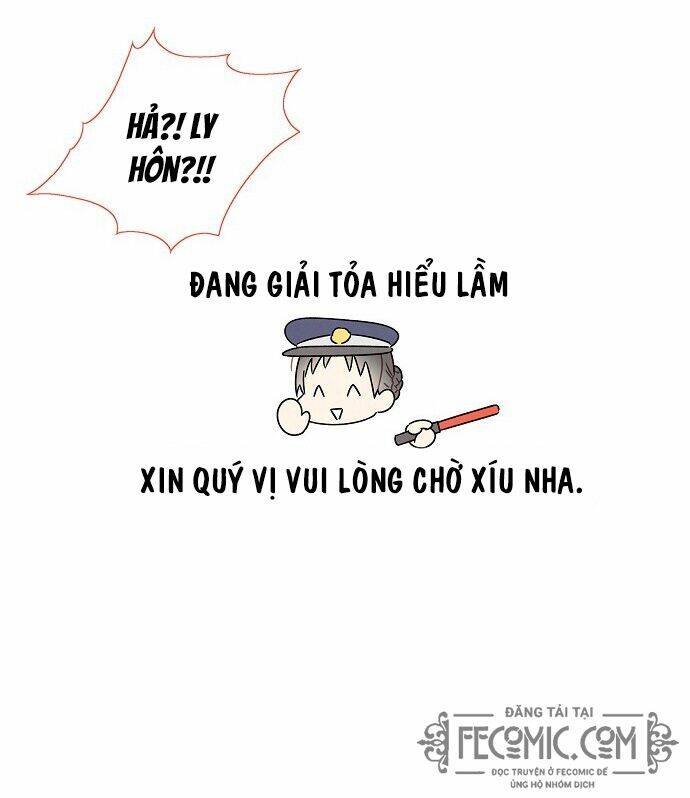 HẢ?! LY
HÔN?!!
ĐANG GIẢI TỎA HIỂU LẦM
XIN QUÝ VỊ VUI LÒNG CHỜ XÍU NHA.
ĐĂNG TẢI TẠI
FECOMIC.COM
ĐỌC TRUYỆN Ở FECOMIC ĐỂ
ỦNG HỘ NHÓM DỊCH